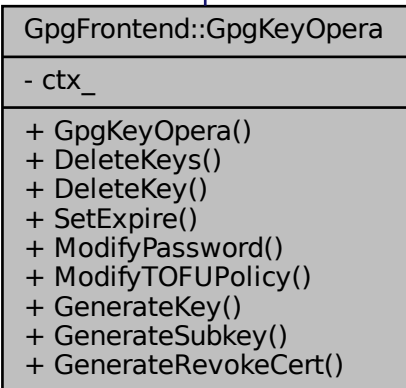 GpgFrontend::GpgKeyOpera
- ctx_
+ GpgKeyOpera()
+ DeleteKeys()
+ DeleteKey()
+ SetExpire()
+ ModifyPassword()
+ ModifyTOFUPolicy()
+ GenerateKey()
+ GenerateSubkey()
+ GenerateRevokeCert()